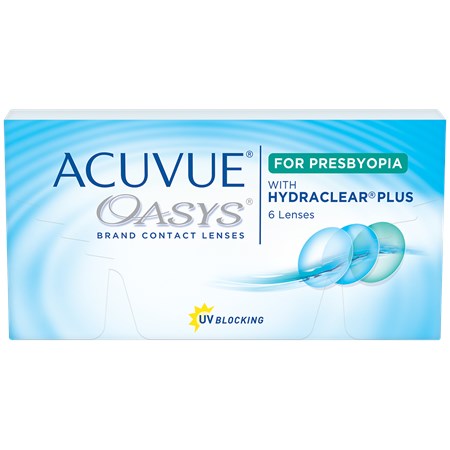 ACUVUE®
OASYS®
BRAND CONTACT LENSES
FOR PRESBYOPIA
WITH
HYDRACLEAR® PLUS
6 Lenses
UV BLOCKING